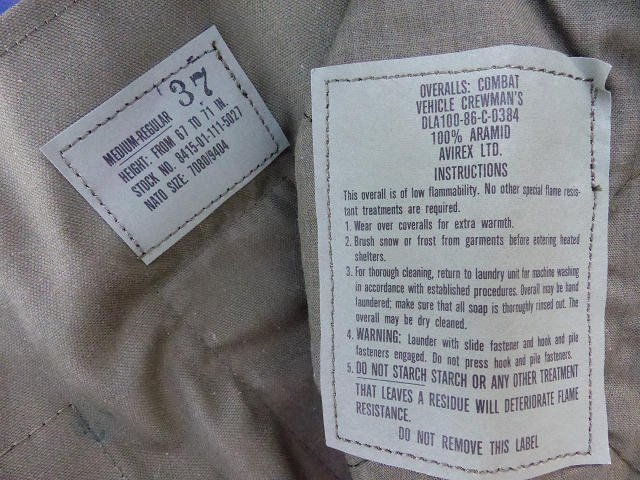 37
MEDIUM-REGULAR
HEIGHT: FROM 67 TO 71 IN
STOCK NO. 8415-01-111-5027
NATO SIZE: 7080/9404
OVERALLS: COMBAT
VEHICLE CREWMAN'S
DLA100-86-C-0384
100% ARAMID
AVIREX LTD.
INSTRUCTIONS
This overall is of low flammability. No other special flame resis-
tant treatments are required.
1. Wear over coveralls for extra warmth.
2. Brush snow or frost from garments before entering heated
shelters.
3. For thorough cleaning, return to laundry unit for machine washing
in accordance with established procedures. Overall may be hand
laundered; make sure that all soap is thoroughly rinsed out. The
overall may be dry cleaned.
4. WARNING: Launder with slide fastener and hook and pile
fasteners engaged. Do not press hook and pile fasteners.
5. DO NOT STARCH STARCH OR ANY OTHER TREATMENT
THAT LEAVES A RESIDUE WILL DETERIORATE FLAME
RESISTANCE.
DO NOT REMOVE THIS LABEL